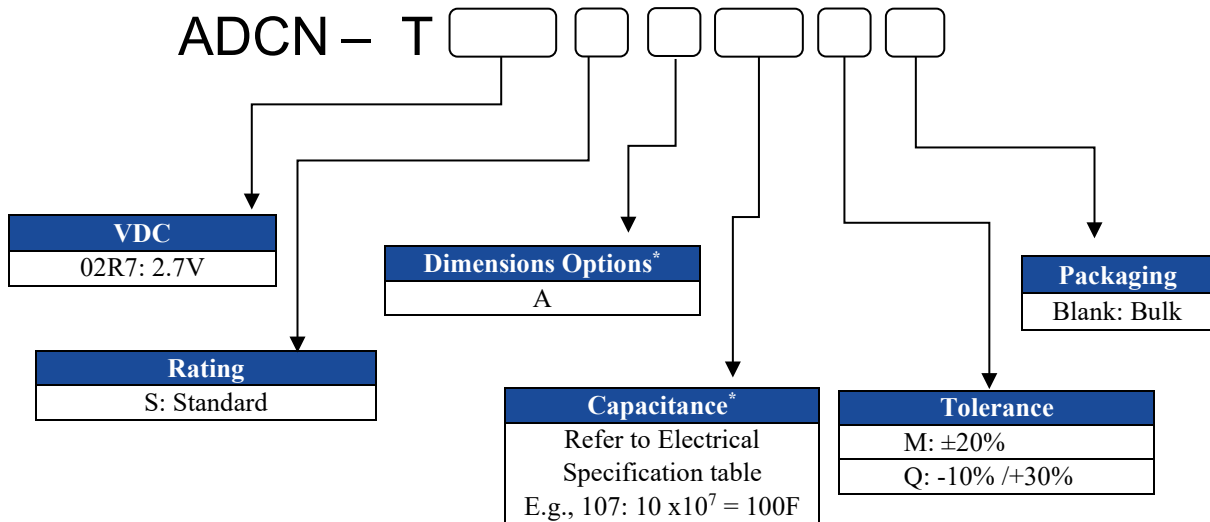 ADCN – T
VDC
02R7: 2.7V
Rating
S: Standard
Dimensions Options*
A
Capacitance*
Refer to Electrical
Specification table
E.g., 107: 10 x10⁷ = 100F
Tolerance
M: ±20%
Q: -10% /+30%
Packaging
Blank: Bulk